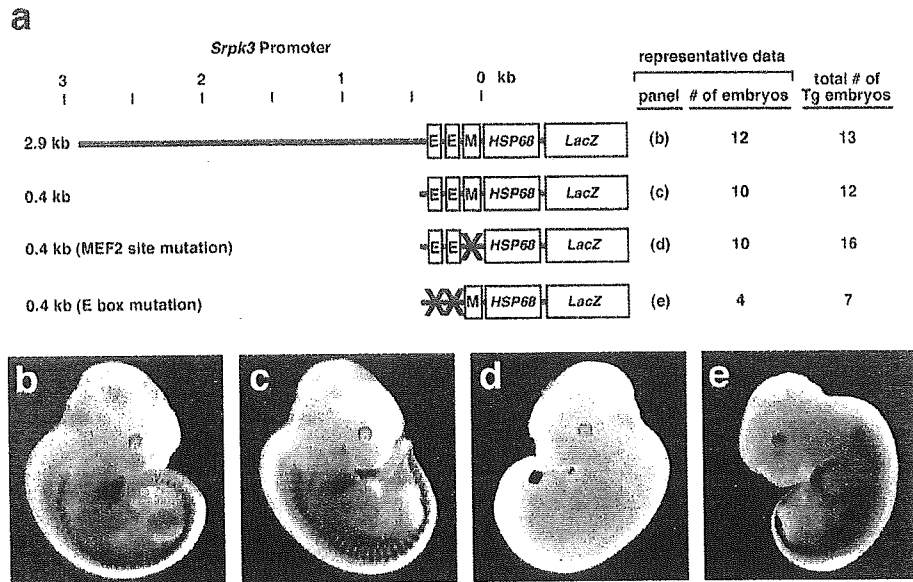 a
Srpk3 Promoter
representative data
3 2 1 0 kb
total # of
panel # of embryos Tg embryos
2.9 kb E E M HSP68 LacZ (b) 12 13
0.4 kb E E M HSP68 LacZ (c) 10 12
0.4 kb (MEF2 site mutation) E E X HSP68 LacZ (d) 10 16
0.4 kb (E box mutation) X X M HSP68 LacZ (e) 4 7
b c d e